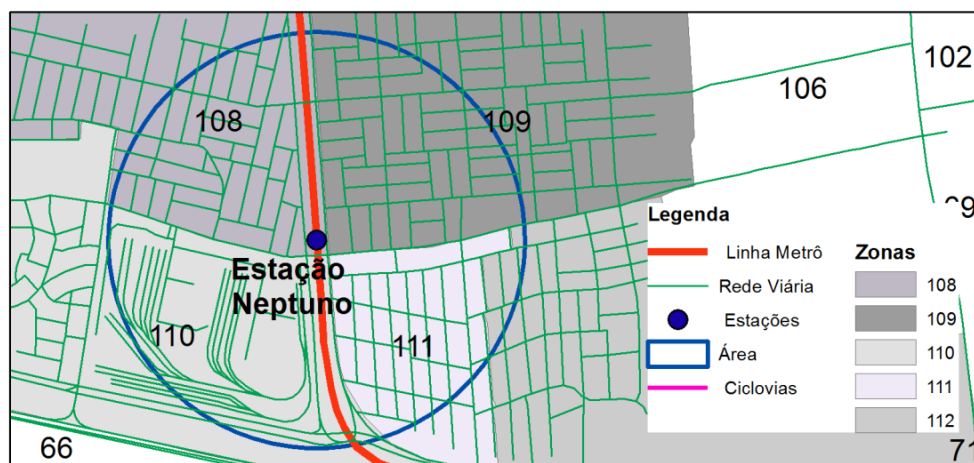 102
106
108
109
Legenda
Linha Metrô
Rede Viária
Estações
Área
Ciclovias
Zonas
108
109
110
111
112
Estação
Neptuno
110
111
66
71